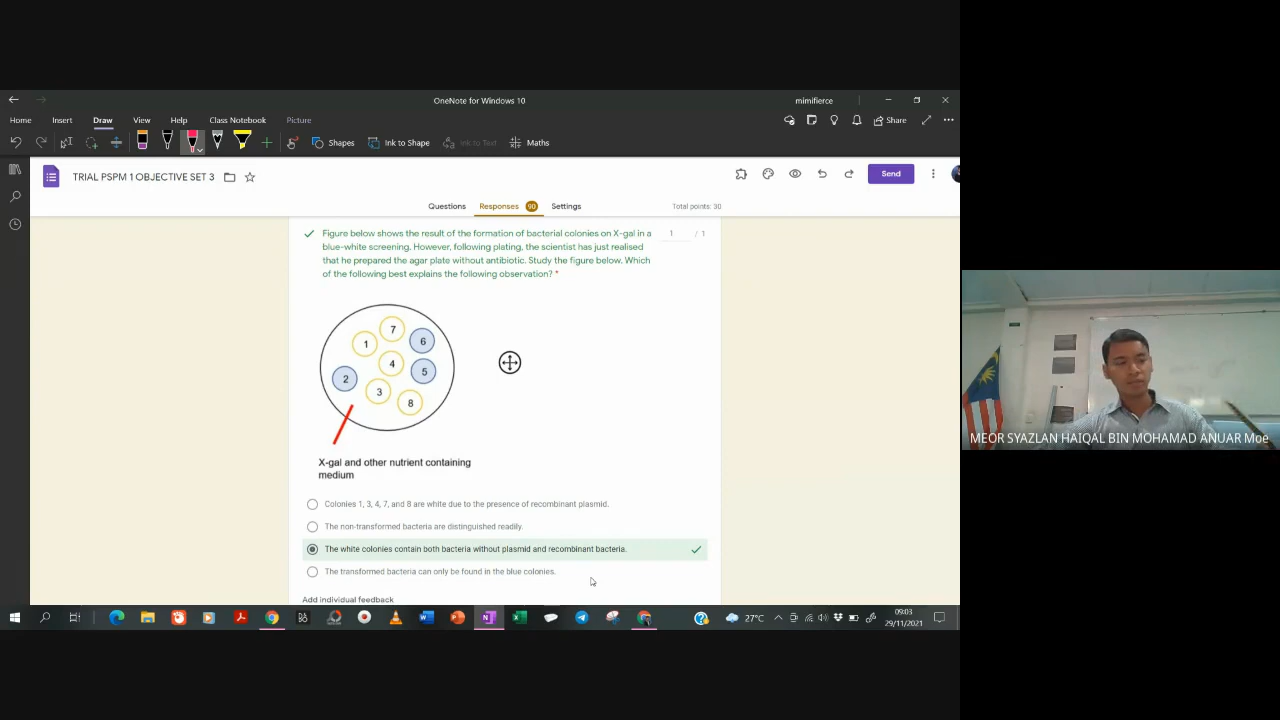 OneNote for Windows 10
mimifierce
Home
Insert
Draw
View
Help
Class Notebook
Picture
Share
Shapes
Ink to Shape
Ink to Text
Maths
TRIAL PSPM 1 OBJECTIVE SET 3
Send
Questions
Responses
90
Settings
Total points: 30
Figure below shows the result of the formation of bacterial colonies on X-gal in a
1 / 1
blue-white screening. However, following plating, the scientist has just realised
that he prepared the agar plate without antibiotic. Study the figure below. Which
of the following best explains the following observation? *
7
1
6
4
5
2
3
8
X-gal and other nutrient containing
medium
Colonies 1, 3, 4, 7, and 8 are white due to the presence of recombinant plasmid.
The non-transformed bacteria are distinguished readily.
The white colonies contain both bacteria without plasmid and recombinant bacteria.
The transformed bacteria can only be found in the blue colonies.
Add individual feedback
MEOR SYAZLAN HAIQAL BIN MOHAMAD ANUAR Moe
27°C
09:03
29/11/2021